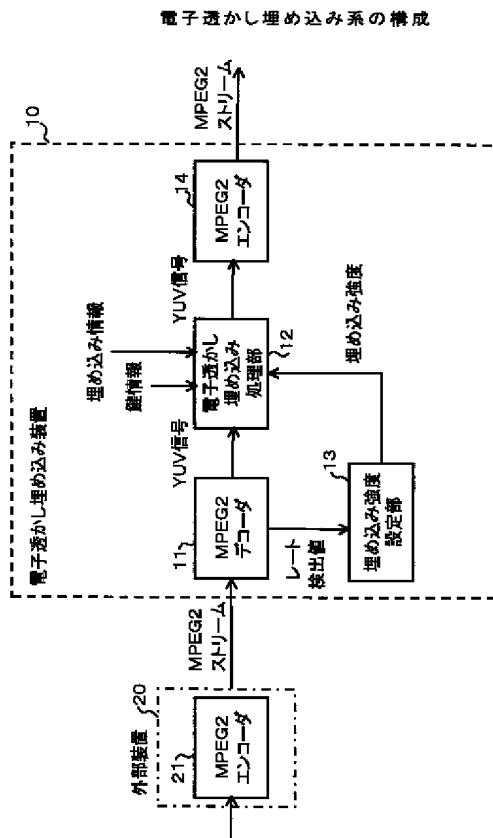 電子透かし埋め込み系の構成
10
電子透かし埋め込み装置
外部装置
20
21
MPEG2
エンコーダ
MPEG2
ストリーム
11
MPEG2
デコーダ
YUV信号
レート
検出値
13
埋め込み強度
設定部
埋め込み強度
鍵情報
埋め込み情報
電子透かし
埋め込み
処理部
12
YUV信号
14
MPEG2
エンコーダ
MPEG2
ストリーム